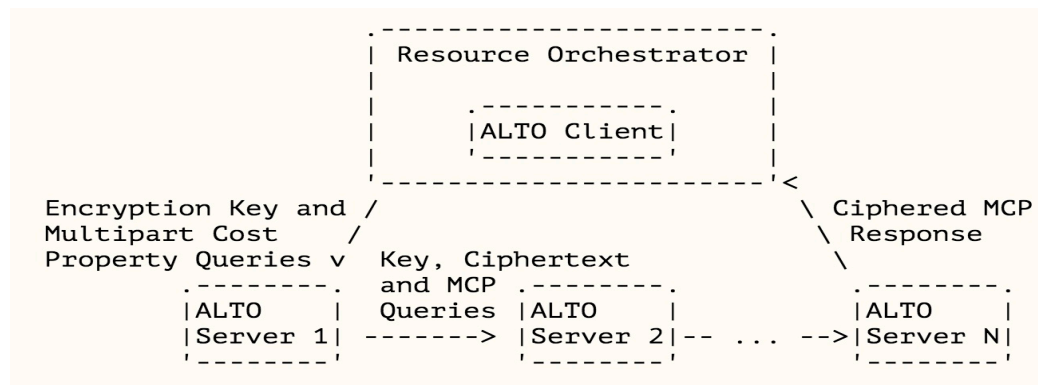 Resource Orchestrator
ALTO Client
Encryption Key and
Multipart Cost
Property Queries
Ciphered MCP
Response
Key, Ciphertext
and MCP
Queries
ALTO
Server 1
ALTO
Server 2
...
ALTO
Server N